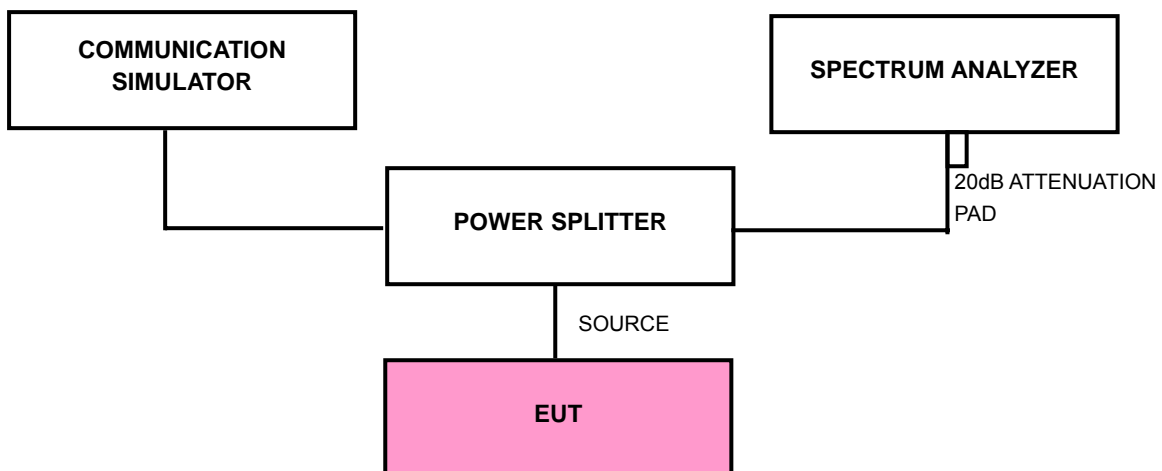 COMMUNICATION
SIMULATOR
SPECTRUM ANALYZER
20dB ATTENUATION
PAD
POWER SPLITTER
SOURCE
EUT